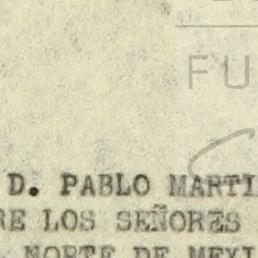 FU
D. PABLO MARTI
RE LOS SEÑORES
NORTE DE MEXI